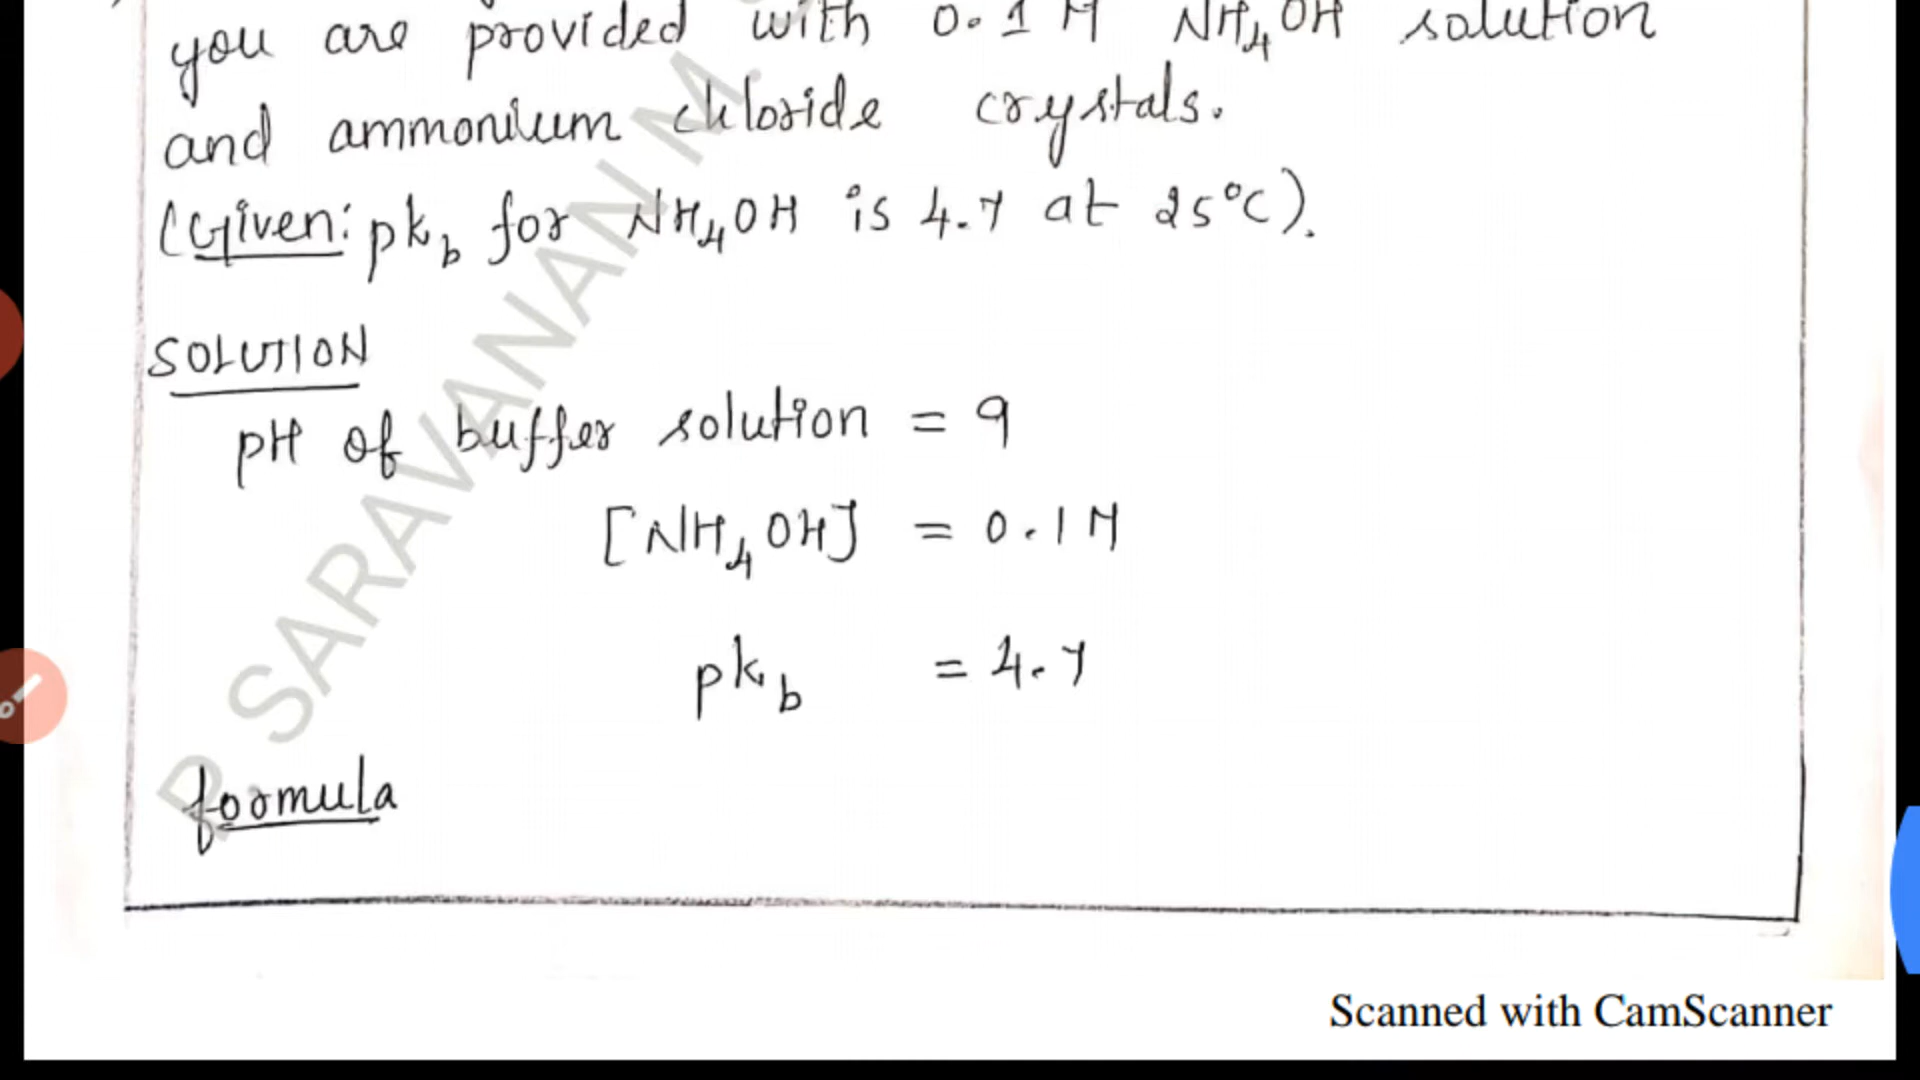 you are provided with 0.1 M NH4OH solution
and ammonium chloride crystals.
(Given: pkb for NH4OH is 4.7 at 25°C).
SOLUTION
pH of buffer solution = 9
[NH4OH] = 0.1 M
pkb = 4.7
formula
R. SARAVANAN M.
Scanned with CamScanner